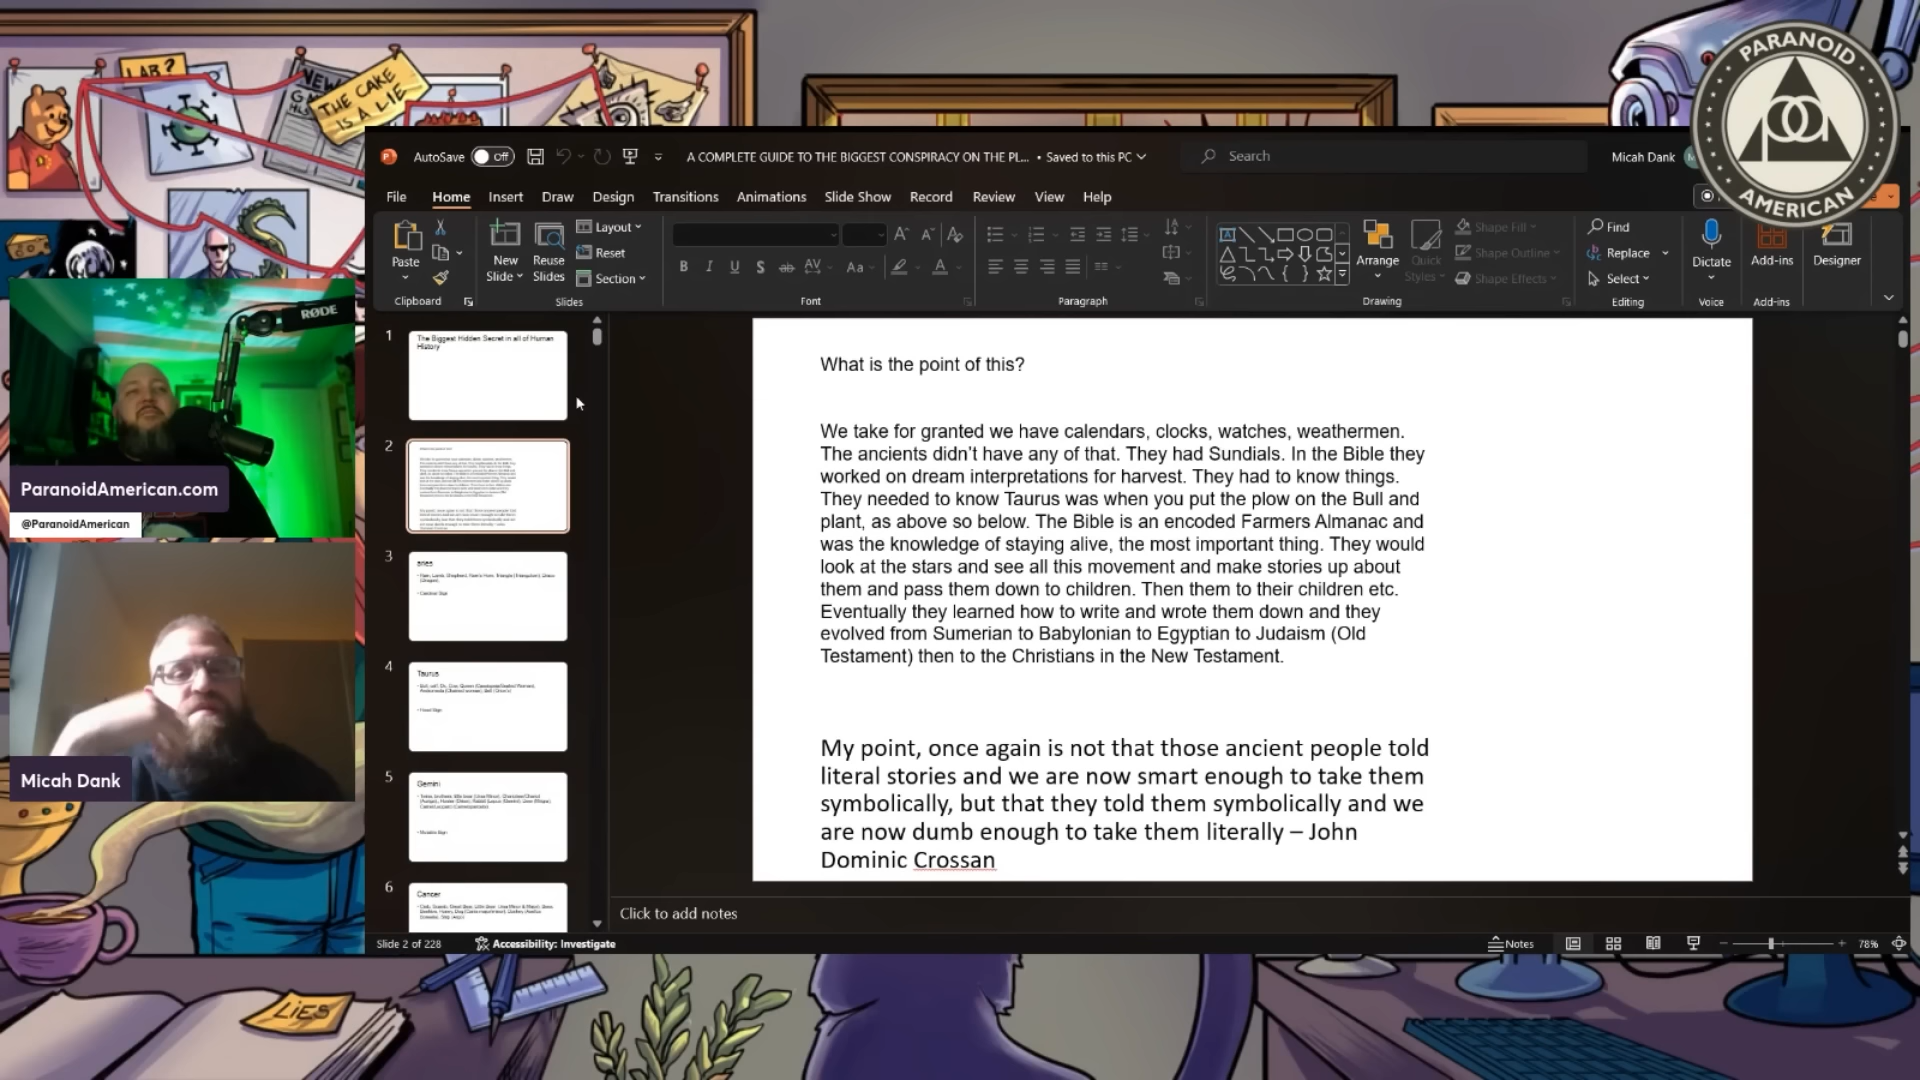 LAB?
NEW
THE CAKE
IS A LIE
PARANOID
AMERICAN
AutoSave
Off
A COMPLETE GUIDE TO THE BIGGEST CONSPIRACY ON THE PL... • Saved to this PC
Search
Micah Dank
File Home Insert Draw Design Transitions Animations Slide Show Record Review View Help
Paste
New
Slide
Reuse
Slides
Layout
Reset
Section
Find
Replace
Select
Arrange
Quick
Styles
Shape Fill
Shape Outline
Shape Effects
Dictate
Add-ins
Designer
Clipboard
Slides
Font
Paragraph
Drawing
Editing
Voice
Add-ins
RØDE
ParanoidAmerican.com
@ParanoidAmerican
Micah Dank
1
The Biggest Hidden Secret in all of Human
History
2
3
aries
4
Taurus
5
Gemini
6
Cancer
What is the point of this?
We take for granted we have calendars, clocks, watches, weathermen.
The ancients didn't have any of that. They had Sundials. In the Bible they
worked on dream interpretations for harvest. They had to know things.
They needed to know Taurus was when you put the plow on the Bull and
plant, as above so below. The Bible is an encoded Farmers Almanac and
was the knowledge of staying alive, the most important thing. They would
look at the stars and see all this movement and make stories up about
them and pass them down to children. Then them to their children etc.
Eventually they learned how to write and wrote them down and they
evolved from Sumerian to Babylonian to Egyptian to Judaism (Old
Testament) then to the Christians in the New Testament.
My point, once again is not that those ancient people told
literal stories and we are now smart enough to take them
symbolically, but that they told them symbolically and we
are now dumb enough to take them literally – John
Dominic Crossan
Click to add notes
Slide 2 of 228
Accessibility: Investigate
Notes
78%
LIES